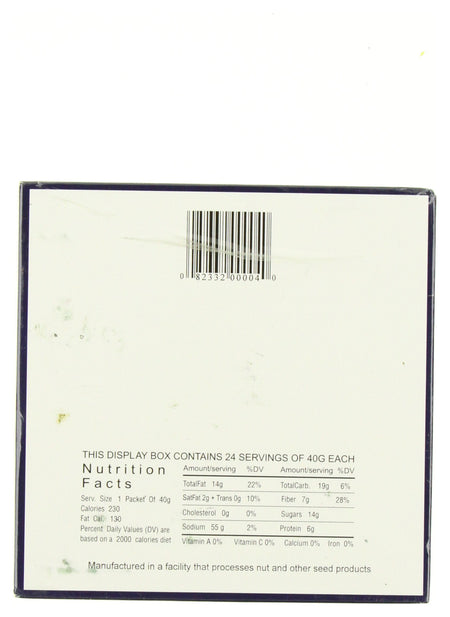 0 82332 00004 0
THIS DISPLAY BOX CONTAINS 24 SERVINGS OF 40G EACH
Nutrition
Facts
Serv. Size 1 Packet Of 40g
Calories 230
Fat Cal. 130
Percent Daily Values (DV) are
based on a 2000 calories diet
Amount/serving %DV Amount/serving %DV
TotalFat 14g 22% TotalCarb. 19g 6%
SatFat 2g • Trans 0g 10% Fiber 7g 28%
Cholesterol 0g 0% Sugars 14g
Sodium 55 g 2% Protein 6g
Vitamin A 0% Vitamin C 0% Calcium 0% Iron 0%
Manufactured in a facility that processes nut and other seed products